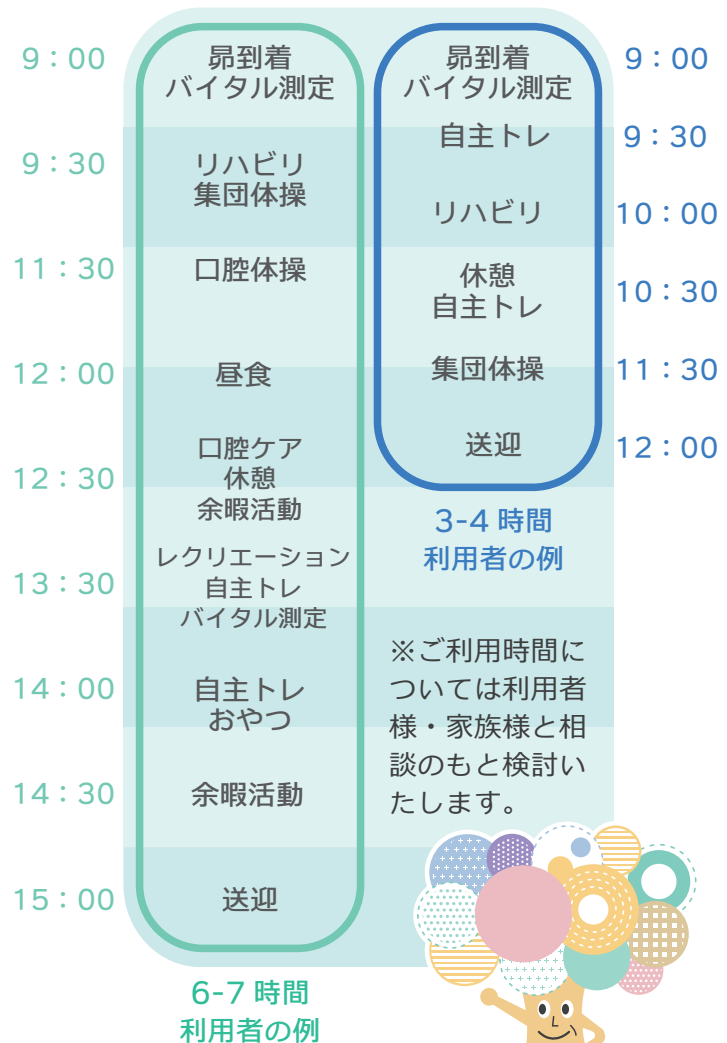 9：00
昴到着
バイタル測定
9：30
リハビリ
集団体操
11：30
口腔体操
12：00
昼食
12：30
口腔ケア
休憩
余暇活動
13：30
レクリエーション
自主トレ
バイタル測定
14：00
自主トレ
おやつ
14：30
余暇活動
15：00
送迎
6-7 時間
利用者の例
昴到着
バイタル測定
9：00
自主トレ
9：30
リハビリ
10：00
休憩
自主トレ
10：30
集団体操
11：30
送迎
12：00
3-4 時間
利用者の例
※ご利用時間に
ついては利用者
様・家族様と相
談のもと検討い
たします。